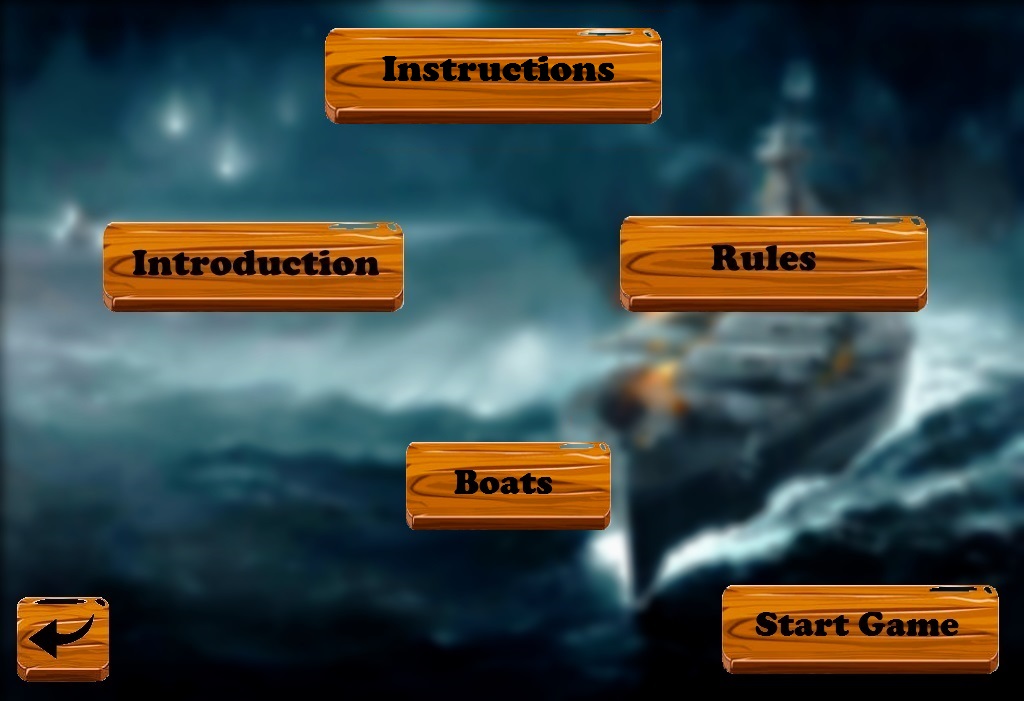 Instructions
Introduction
Rules
Boats
Start Game